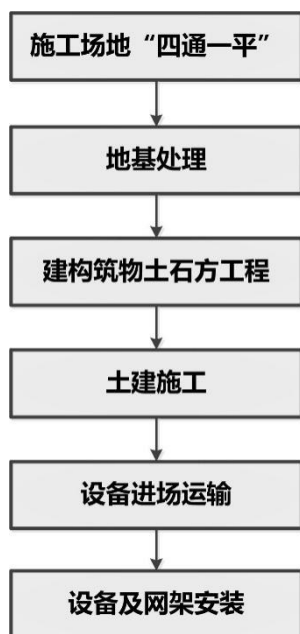 施工场地“四通一平”
地基处理
建构筑物土石方工程
土建施工
设备进场运输
设备及网架安装